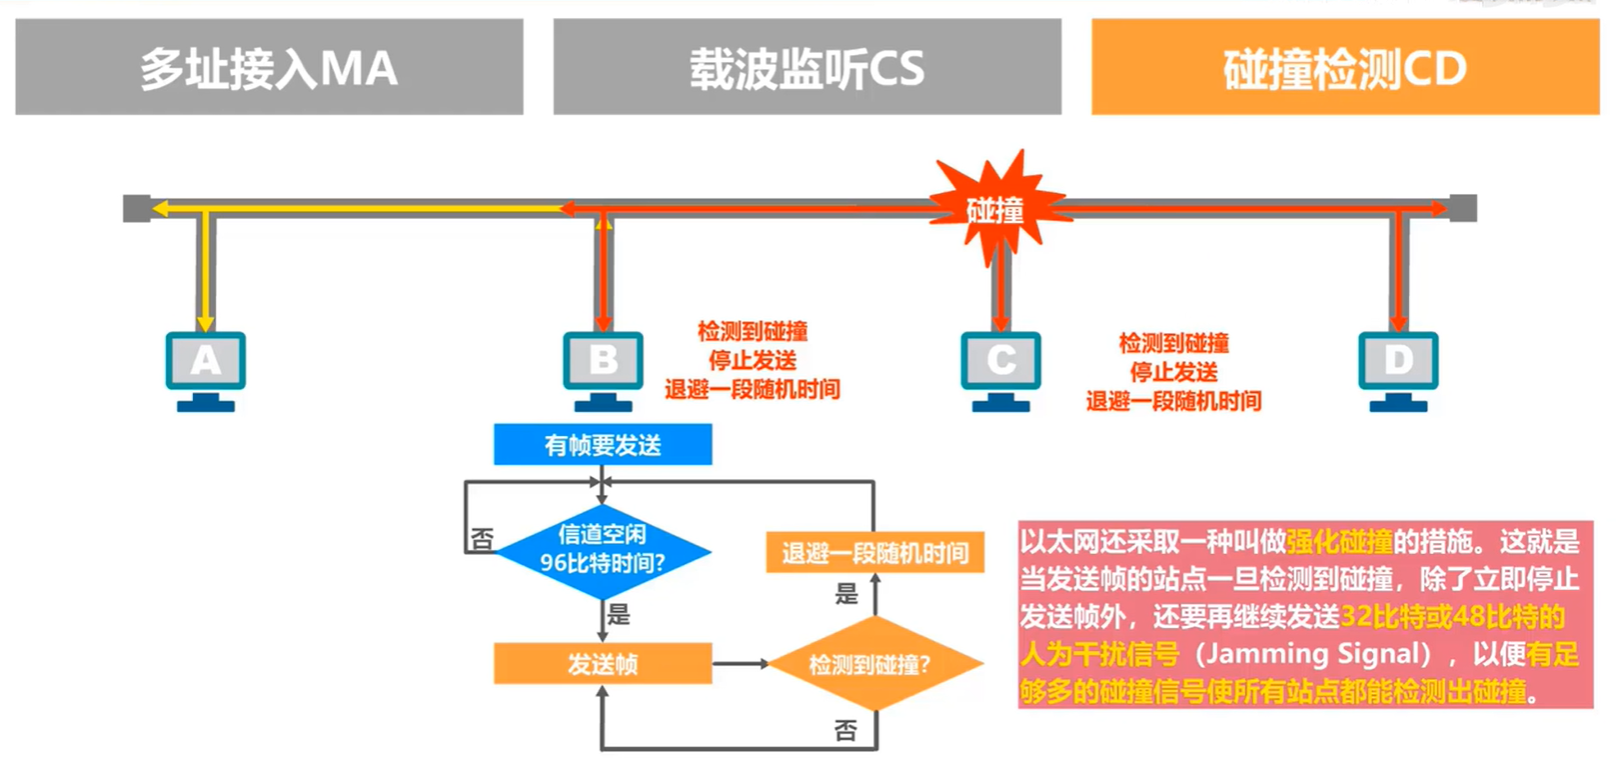 多址接入MA
载波监听CS
碰撞检测CD
碰撞
A
B
C
D
检测到碰撞
停止发送
退避一段随机时间
检测到碰撞
停止发送
退避一段随机时间
有帧要发送
信道空闲
96比特时间?
否
是
发送帧
检测到碰撞?
是
退避一段随机时间
否
以太网还采取一种叫做强化碰撞的措施。这就是
当发送帧的站点一旦检测到碰撞，除了立即停止
发送帧外，还要再继续发送32比特或48比特的
人为干扰信号（Jamming Signal），以便有足
够多的碰撞信号使所有站点都能检测出碰撞。